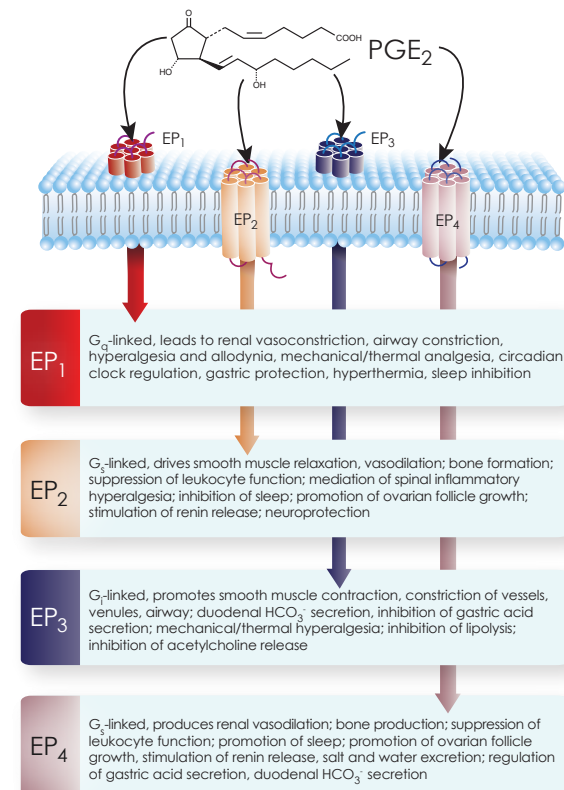 O
COOH
PGE₂
HO
OH
EP₁
EP₃
EP₂
EP₄
EP₁
Gq-linked, leads to renal vasoconstriction, airway constriction,
hyperalgesia and allodynia, mechanical/thermal analgesia, circadian
clock regulation, gastric protection, hyperthermia, sleep inhibition
EP₂
Gs-linked, drives smooth muscle relaxation, vasodilation; bone formation;
suppression of leukocyte function; mediation of spinal inflammatory
hyperalgesia; inhibition of sleep; promotion of ovarian follicle growth;
stimulation of renin release; neuroprotection
EP₃
Gi-linked, promotes smooth muscle contraction, constriction of vessels,
venules, airway; duodenal HCO₃⁻ secretion, inhibition of gastric acid
secretion; mechanical/thermal hyperalgesia; inhibition of lipolysis;
inhibition of acetylcholine release
EP₄
Gs-linked, produces renal vasodilation; bone production; suppression of
leukocyte function; promotion of sleep; promotion of ovarian follicle
growth, stimulation of renin release, salt and water excretion; regulation
of gastric acid secretion, duodenal HCO₃⁻ secretion